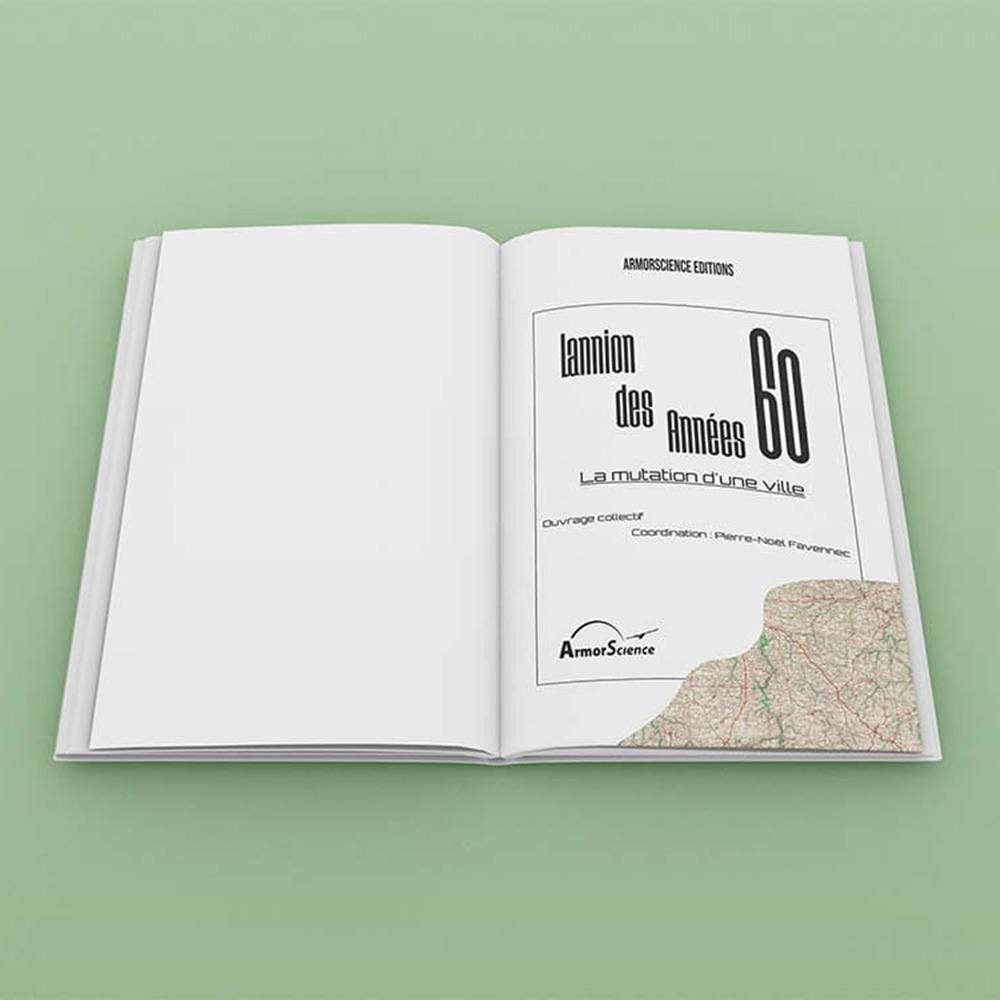 ARMORSCIENCE EDITIONS
Lannion
des
Années 60
La mutation d'une ville
Ouvrage collectif
Coordination : Pierre-Noël Favennec
ArmorScience